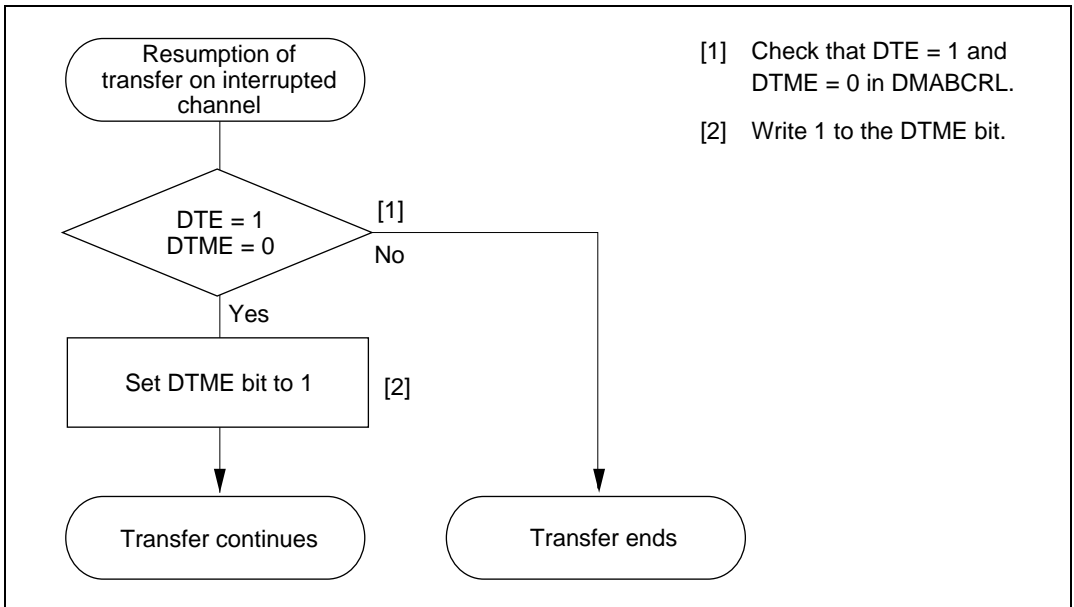 Resumption of
transfer on interrupted
channel
[1] Check that DTE = 1 and
DTME = 0 in DMABCRL.
[2] Write 1 to the DTME bit.
DTE = 1
DTME = 0
[1]
No
Yes
Set DTME bit to 1
[2]
Transfer continues
Transfer ends